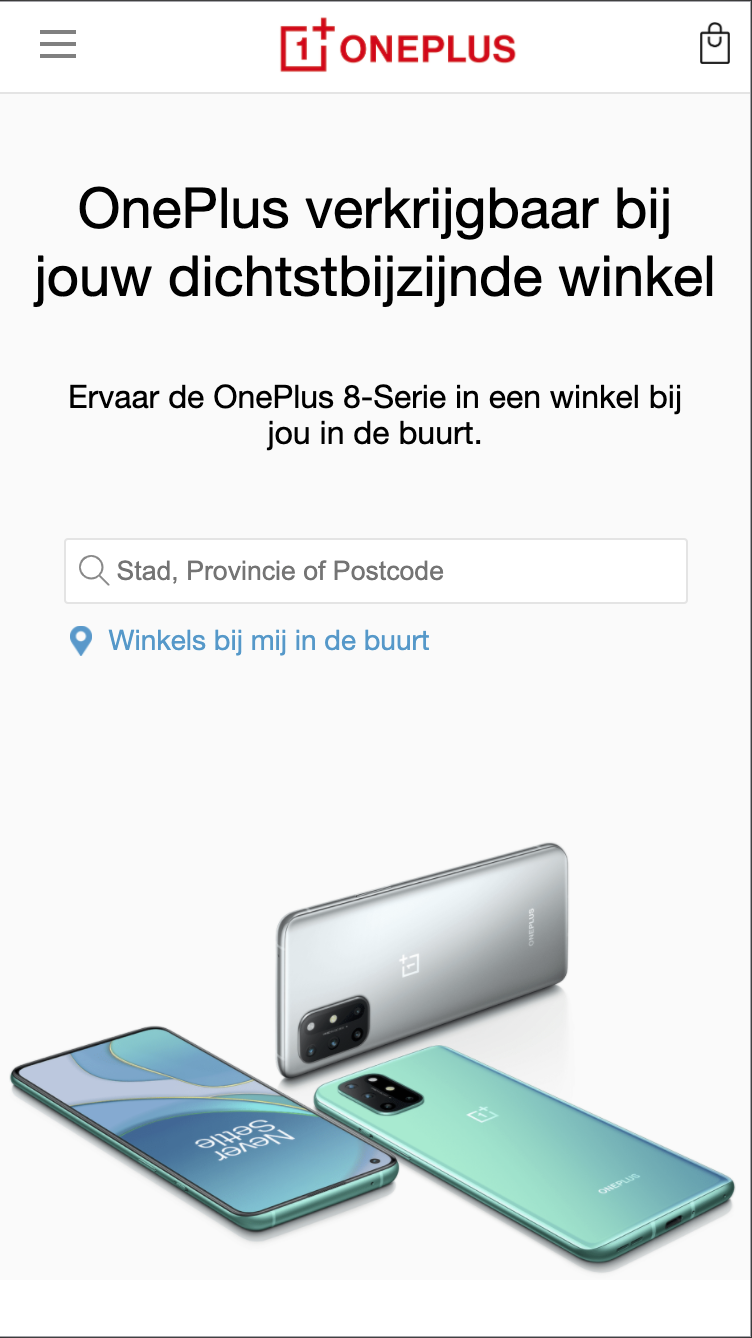 ONEPLUS
OnePlus verkrijgbaar bij
jouw dichtstbijzijnde winkel
Ervaar de OnePlus 8-Serie in een winkel bij
jou in de buurt.
Stad, Provincie of Postcode
Winkels bij mij in de buurt
ONEPLUS
Never
Settle
ONEPLUS